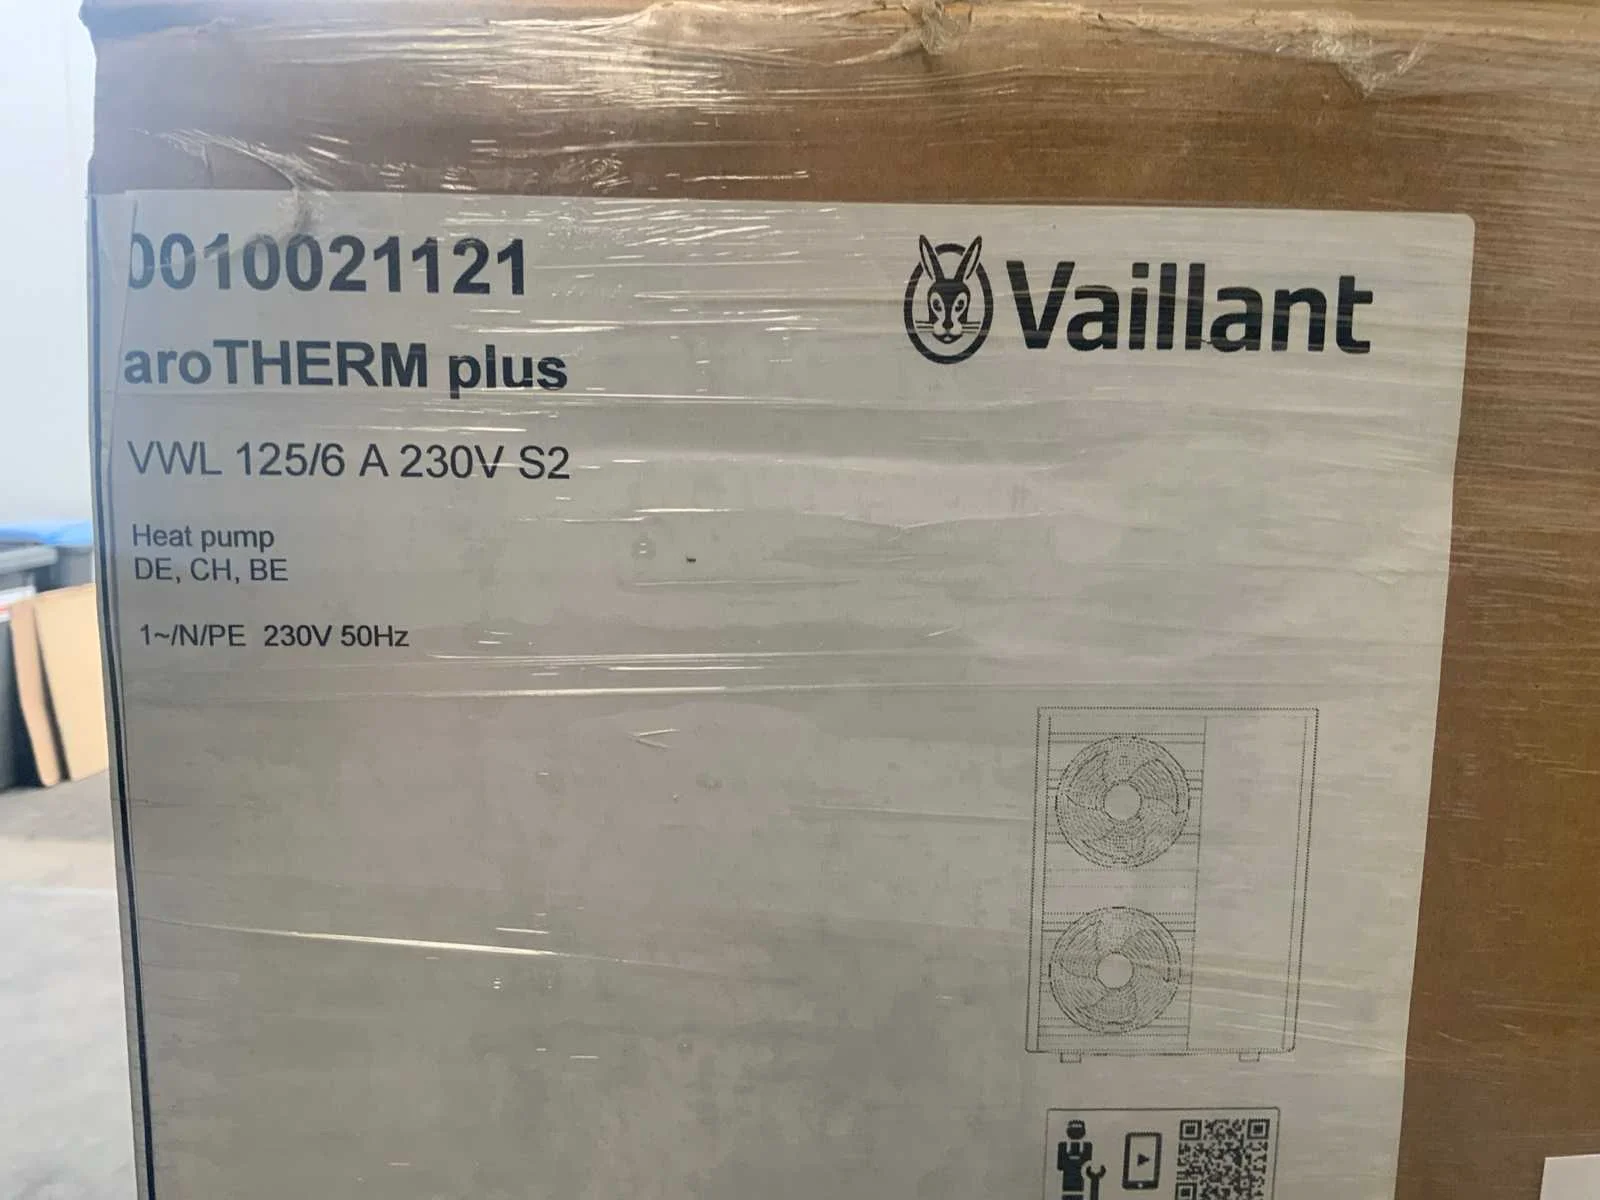 0010021121
Vaillant
aroTHERM plus
VWL 125/6 A 230V S2
Heat pump
DE, CH, BE
1~/N/PE 230V 50Hz